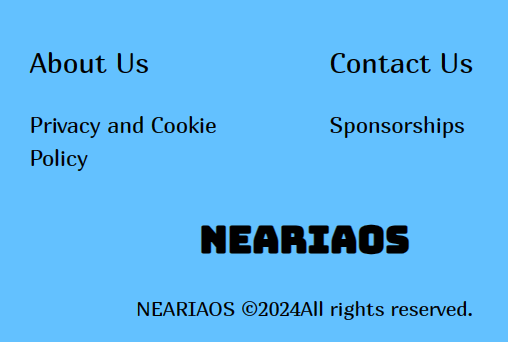 About Us
Contact Us
Privacy and Cookie
Policy
Sponsorships
NEARIAOS
NEARIAOS ©2024All rights reserved.